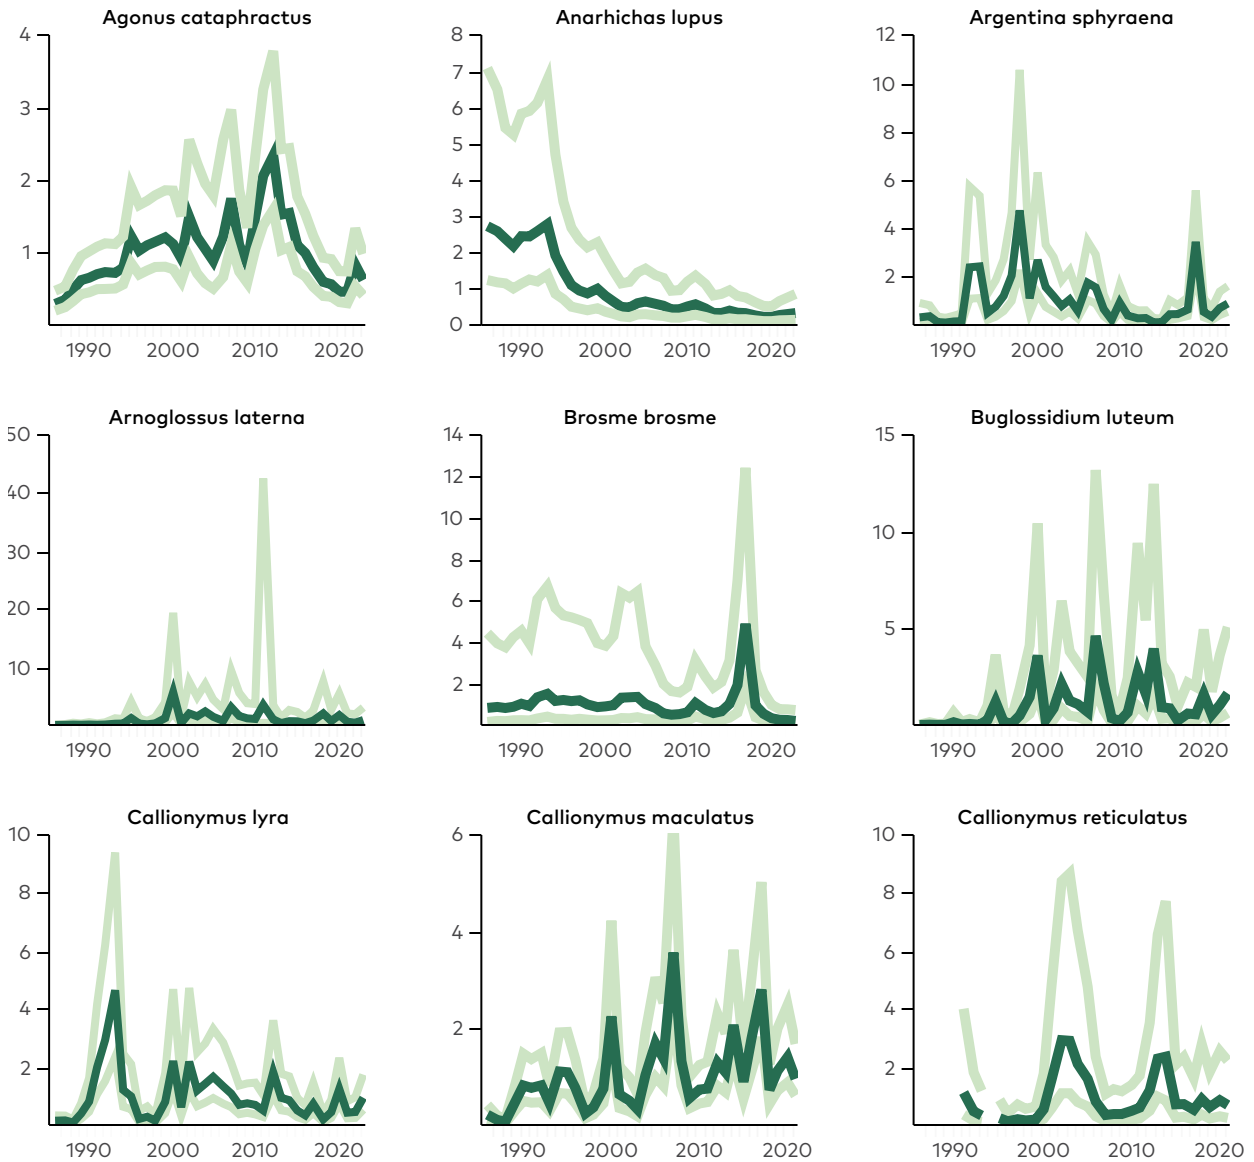 Agonus cataphractus
4
3
2
1
1990 2000 2010 2020
Anarhichas lupus
8
7
6
5
4
3
2
1
0
1990 2000 2010 2020
Argentina sphyraena
12
10
8
6
4
2
1990 2000 2010 2020
Arnoglossus laterna
50
40
30
20
10
1990 2000 2010 2020
Brosme brosme
14
12
10
8
6
4
2
1990 2000 2010 2020
Buglossidium luteum
15
10
5
1990 2000 2010 2020
Callionymus lyra
10
8
6
4
2
1990 2000 2010 2020
Callionymus maculatus
6
4
2
1990 2000 2010 2020
Callionymus reticulatus
10
8
6
4
2
1990 2000 2010 2020